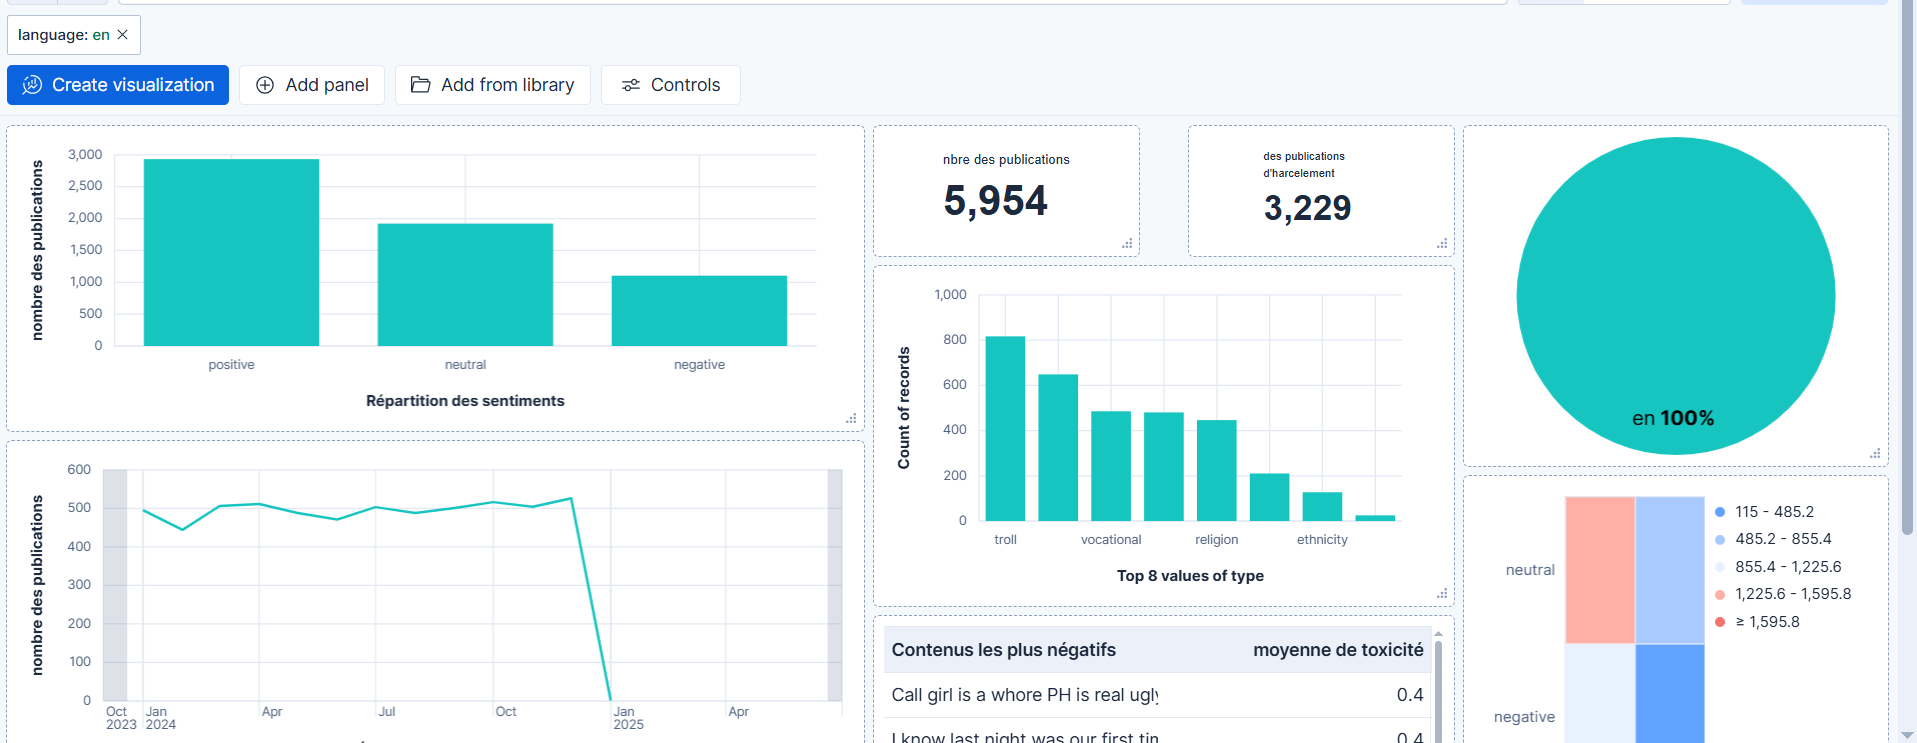 language: en
Create visualization
Add panel
Add from library
Controls
nombre des publications
3,000
2,500
2,000
1,500
1,000
500
0
positive
neutral
negative
Répartition des sentiments
nbre des publications
5,954
des publications
d'harcelement
3,229
en 100%
Count of records
1,000
800
600
400
200
0
troll
vocational
religion
ethnicity
Top 8 values of type
nombre des publications
600
500
400
300
200
100
0
Oct
2023
Jan
2024
Apr
Jul
Oct
Jan
2025
Apr
Contenus les plus négatifs
moyenne de toxicité
Call girl is a whore PH is real ugly
0.4
I know last night was our first tin
0.4
neutral
negative
115 - 485.2
485.2 - 855.4
855.4 - 1,225.6
1,225.6 - 1,595.8
≥ 1,595.8